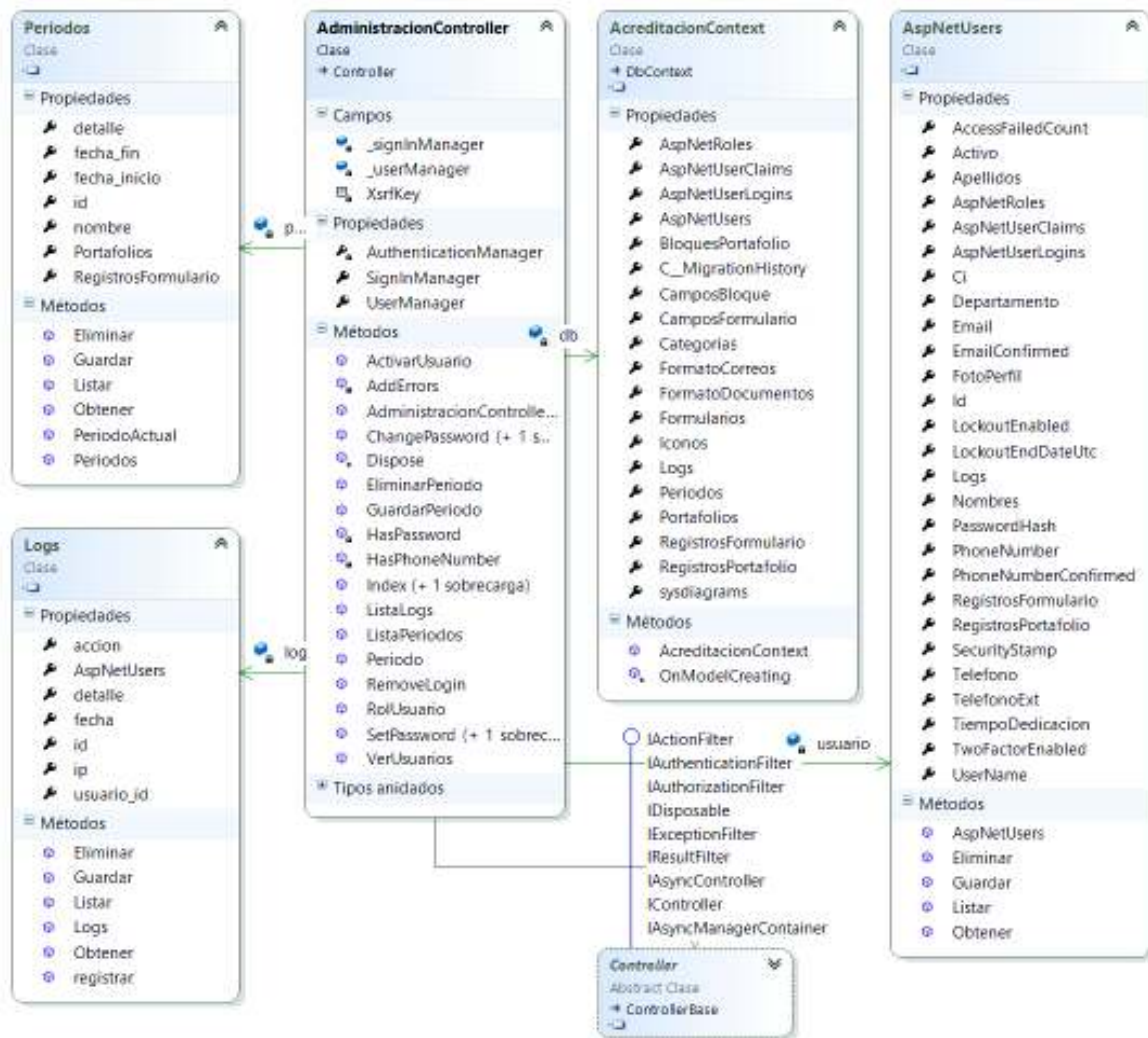 Periodos
Clase
Propiedades
detalle
fecha_fin
fecha_inicio
id
nombre
Portafolios
RegistrosFormulario
Métodos
Eliminar
Guardar
Listar
Obtener
PeriodoActual
Periodos
p...
Logs
Clase
Propiedades
accion
AspNetUsers
detalle
fecha
id
ip
usuario_id
Métodos
Eliminar
Guardar
Listar
Logs
Obtener
registrar
log
AdministracionController
Clase
→ Controller
Campos
_signInManager
_userManager
XsrfKey
Propiedades
AuthenticationManager
SignInManager
UserManager
Métodos
ActivarUsuario
AddErrors
AdministracionControlle...
ChangePassword (+ 1 s...
Dispose
EliminarPeriodo
GuardarPeriodo
HasPassword
HasPhoneNumber
Index (+ 1 sobrecarga)
ListaLogs
ListaPeriodos
Periodo
RemoveLogin
RolUsuario
SetPassword (+ 1 sobrec...
VerUsuarios
Tipos anidados
db
AcreditacionContext
Clase
→ DbContext
Propiedades
AspNetRoles
AspNetUserClaims
AspNetUserLogins
AspNetUsers
BloquesPortafolio
C__MigrationHistory
CamposBloque
CamposFormulario
Categorias
FormatoCorreos
FormatoDocumentos
Formularios
Iconos
Logs
Periodos
Portafolios
RegistrosFormulario
RegistrosPortafolio
sysdiagrams
Métodos
AcreditacionContext
OnModelCreating
IActionFilter
IAuthenticationFilter
IAuthorizationFilter
IDisposable
IExceptionFilter
IResultFilter
IAsyncController
IController
IAsyncManagerContainer
usuario
Controller
Abstract Clase
→ ControllerBase
AspNetUsers
Clase
Propiedades
AccessFailedCount
Activo
Apellidos
AspNetRoles
AspNetUserClaims
AspNetUserLogins
Ci
Departamento
Email
EmailConfirmed
FotoPerfil
Id
LockoutEnabled
LockoutEndDateUtc
Logs
Nombres
PasswordHash
PhoneNumber
PhoneNumberConfirmed
RegistrosFormulario
RegistrosPortafolio
SecurityStamp
Telefono
TelefonoExt
TiempoDedicacion
TwoFactorEnabled
UserName
Métodos
AspNetUsers
Eliminar
Guardar
Listar
Obtener